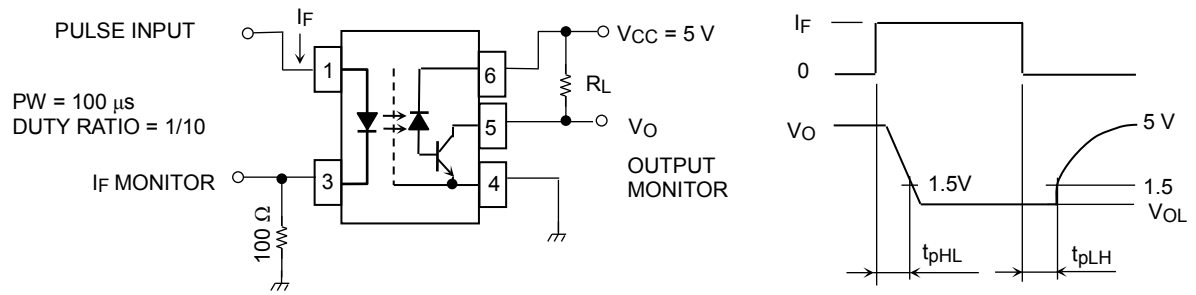 PULSE INPUT
IF
VCC = 5 V
1
6
RL
PW = 100 μs
DUTY RATIO = 1/10
5
VO
IF MONITOR
3
4
OUTPUT
MONITOR
100 Ω
IF
0
VO
5 V
1.5V
1.5
VOL
tpHL
tpLH